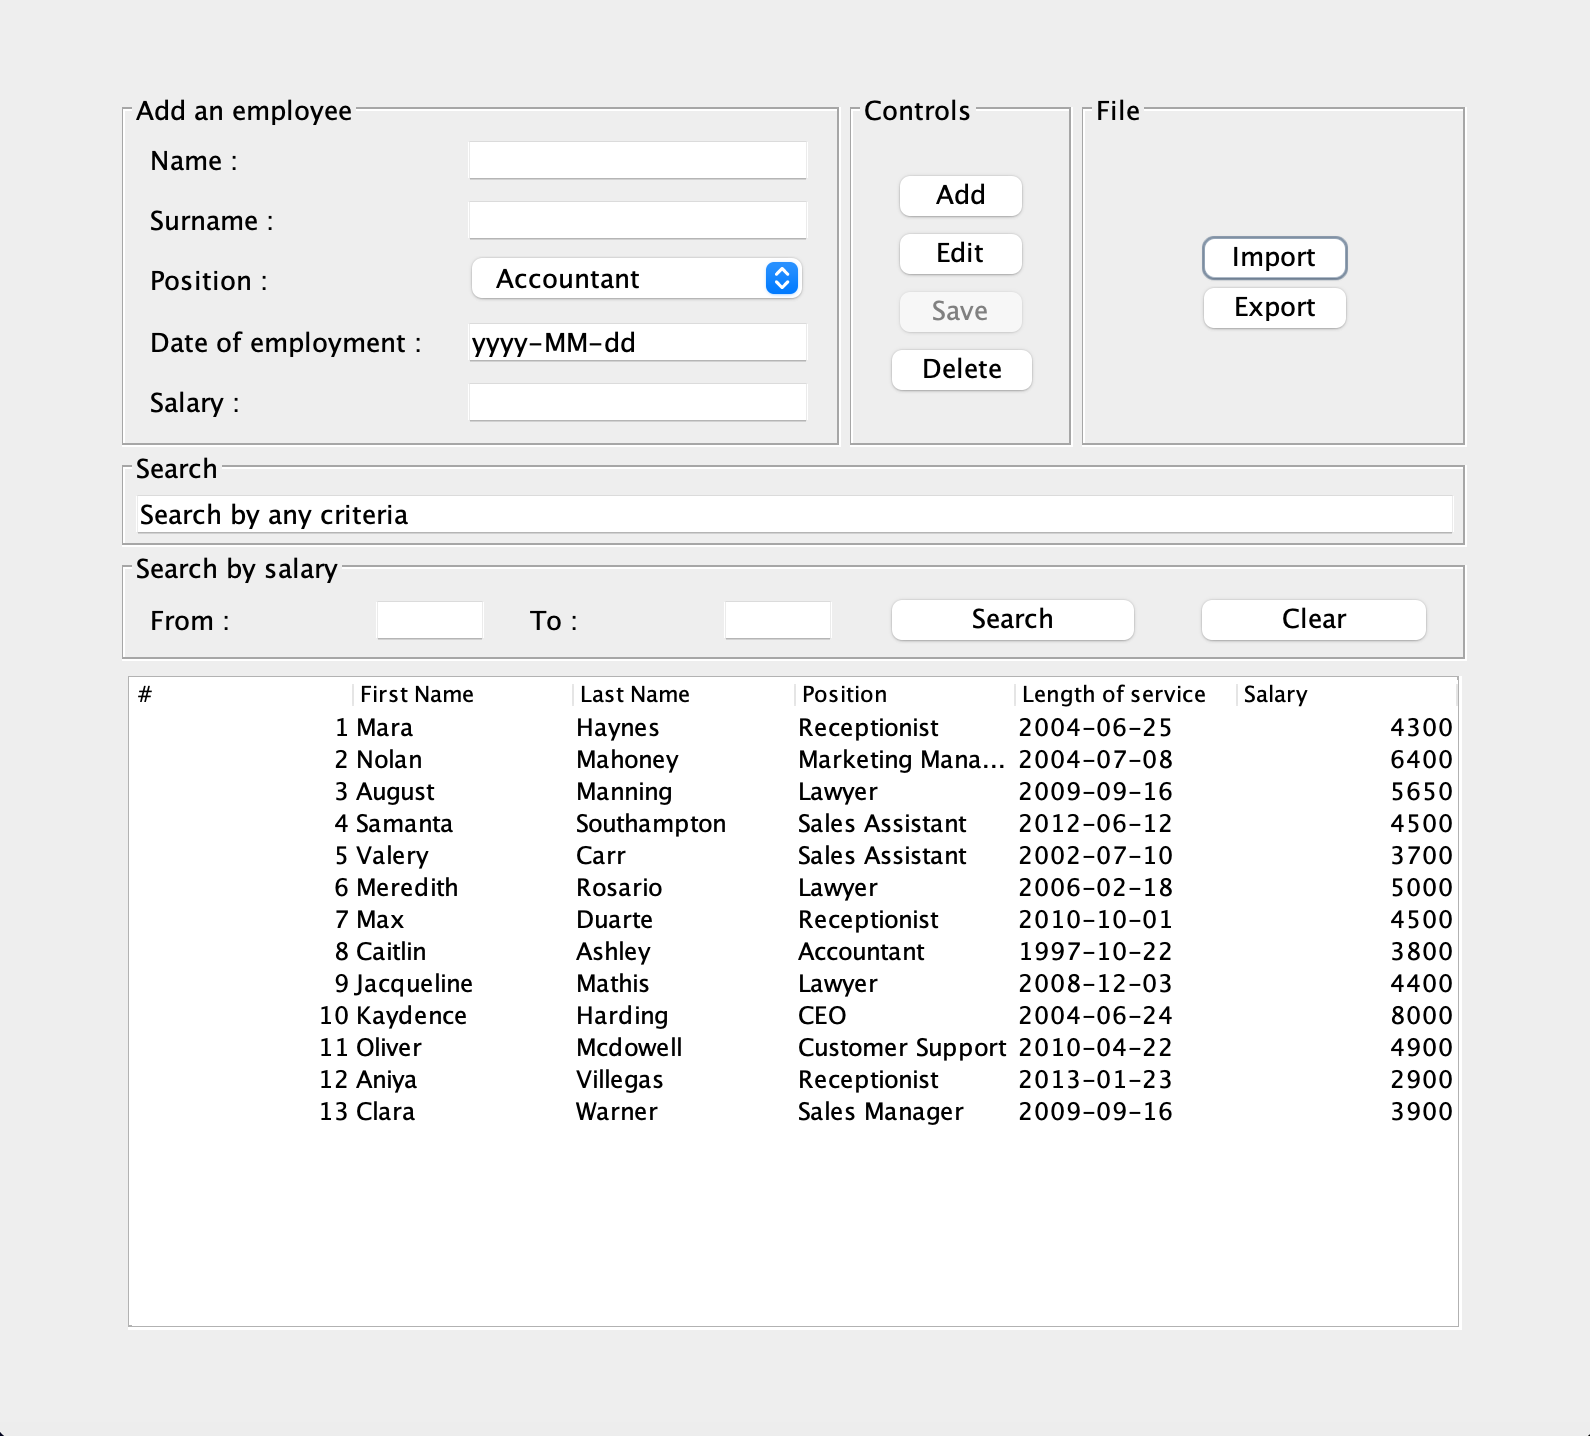 Add an employee
Name :
Surname :
Position : Accountant
Date of employment : yyyy-MM-dd
Salary :
Controls
Add
Edit
Save
Delete
File
Import
Export
Search
Search by any criteria
Search by salary
From : To : Search Clear
# First Name Last Name Position Length of service Salary
1 Mara Haynes Receptionist 2004-06-25 4300
2 Nolan Mahoney Marketing Mana... 2004-07-08 6400
3 August Manning Lawyer 2009-09-16 5650
4 Samanta Southampton Sales Assistant 2012-06-12 4500
5 Valery Carr Sales Assistant 2002-07-10 3700
6 Meredith Rosario Lawyer 2006-02-18 5000
7 Max Duarte Receptionist 2010-10-01 4500
8 Caitlin Ashley Accountant 1997-10-22 3800
9 Jacqueline Mathis Lawyer 2008-12-03 4400
10 Kaydence Harding CEO 2004-06-24 8000
11 Oliver Mcdowell Customer Support 2010-04-22 4900
12 Aniya Villegas Receptionist 2013-01-23 2900
13 Clara Warner Sales Manager 2009-09-16 3900